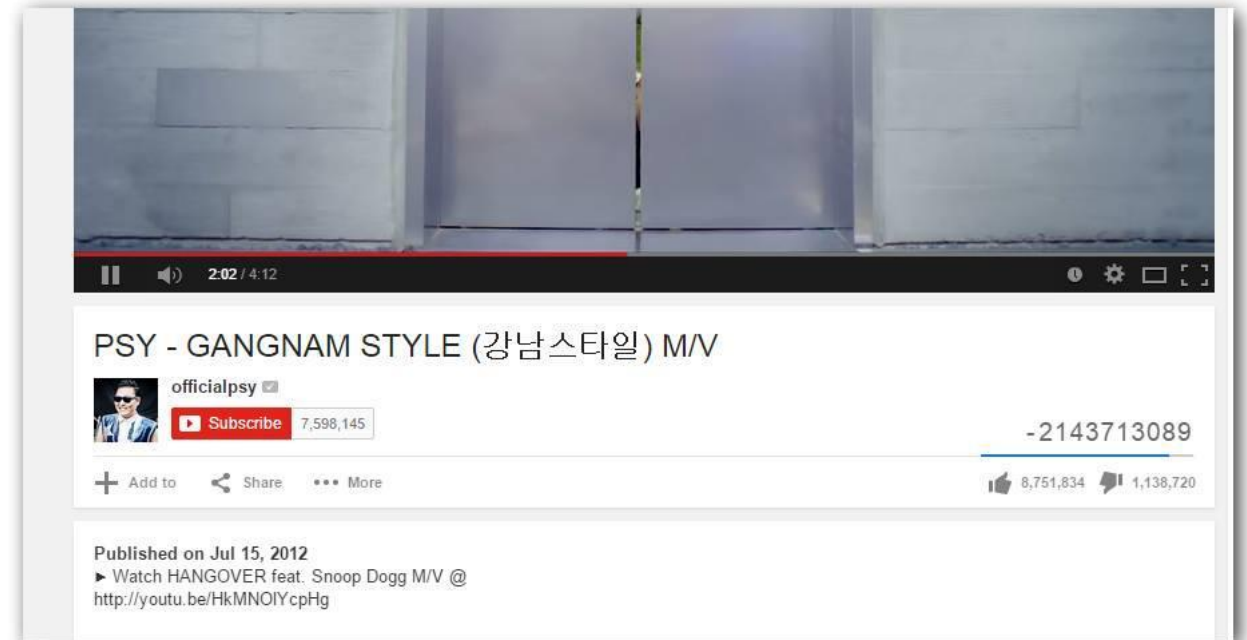 2:02 / 4:12
PSY - GANGNAM STYLE (강남스타일) M/V
officialpsy
Subscribe 7,598,145
-2143713089
Add to Share More
8,751,834 1,138,720
Published on Jul 15, 2012
► Watch HANGOVER feat. Snoop Dogg M/V @
http://youtu.be/HkMNOlYcpHg